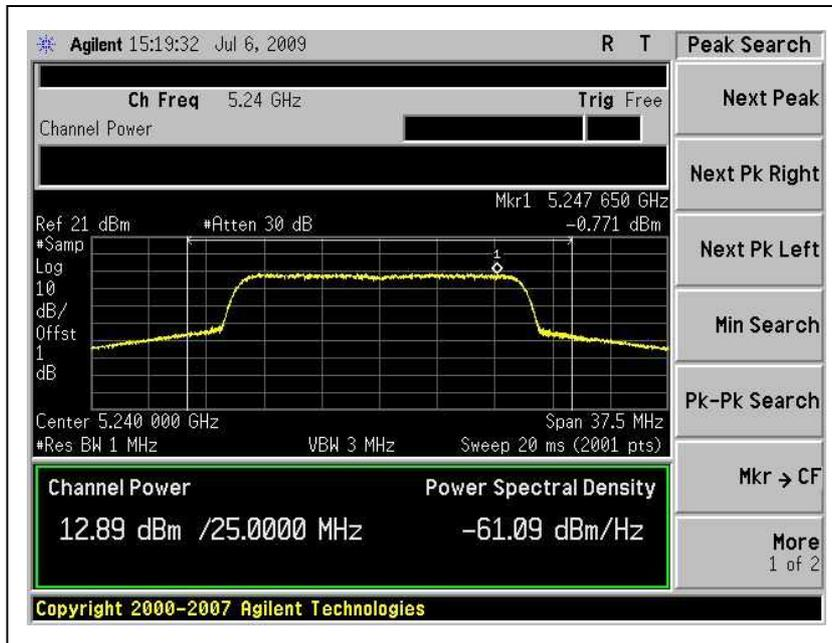 Agilent 15:19:32 Jul 6, 2009 R T
Peak Search
Ch Freq 5.24 GHz Trig Free
Channel Power
Mkr1 5.247 650 GHz
Ref 21 dBm #Atten 30 dB -0.771 dBm
#Samp
Log
10
dB/
Offst
1
dB
1
Center 5.240 000 GHz Span 37.5 MHz
#Res BW 1 MHz VBW 3 MHz Sweep 20 ms (2001 pts)
Channel Power Power Spectral Density
12.89 dBm /25.0000 MHz -61.09 dBm/Hz
Copyright 2000-2007 Agilent Technologies
Next Peak
Next Pk Right
Next Pk Left
Min Search
Pk-Pk Search
Mkr → CF
More
1 of 2